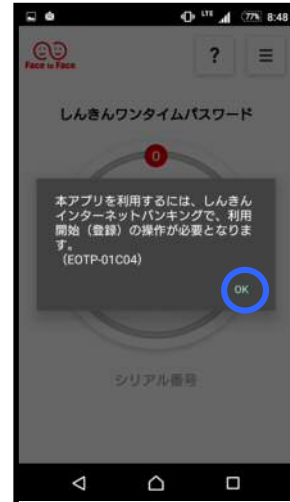 LTE 77% 8:48
Face to Face
?
しんきんワンタイムパスワード
0
本アプリを利用するには、しんきん
インターネットバンキングで、利用
開始（登録）の操作が必要となりま
す。
（EOTP-01C04）
OK
シリアル番号